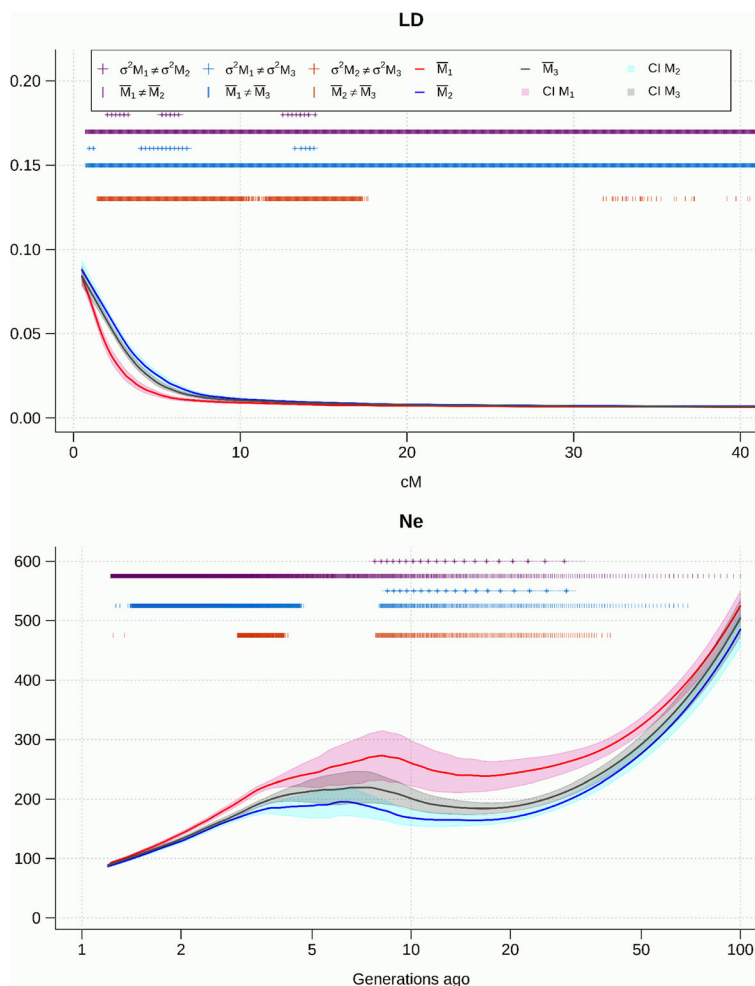 LD
σ²M₁ ≠ σ²M₂ σ²M₁ ≠ σ²M₃ σ²M₂ ≠ σ²M₃ M̅₁ M̅₃ CI M₂
M̅₁ ≠ M̅₂ M̅₁ ≠ M̅₃ M̅₂ ≠ M̅₃ M̅₂ CI M₁ CI M₃
0.20
0.15
0.10
0.05
0.00
0 10 20 30 40
cM
Ne
600
500
400
300
200
100
0
1 2 5 10 20 50 100
Generations ago